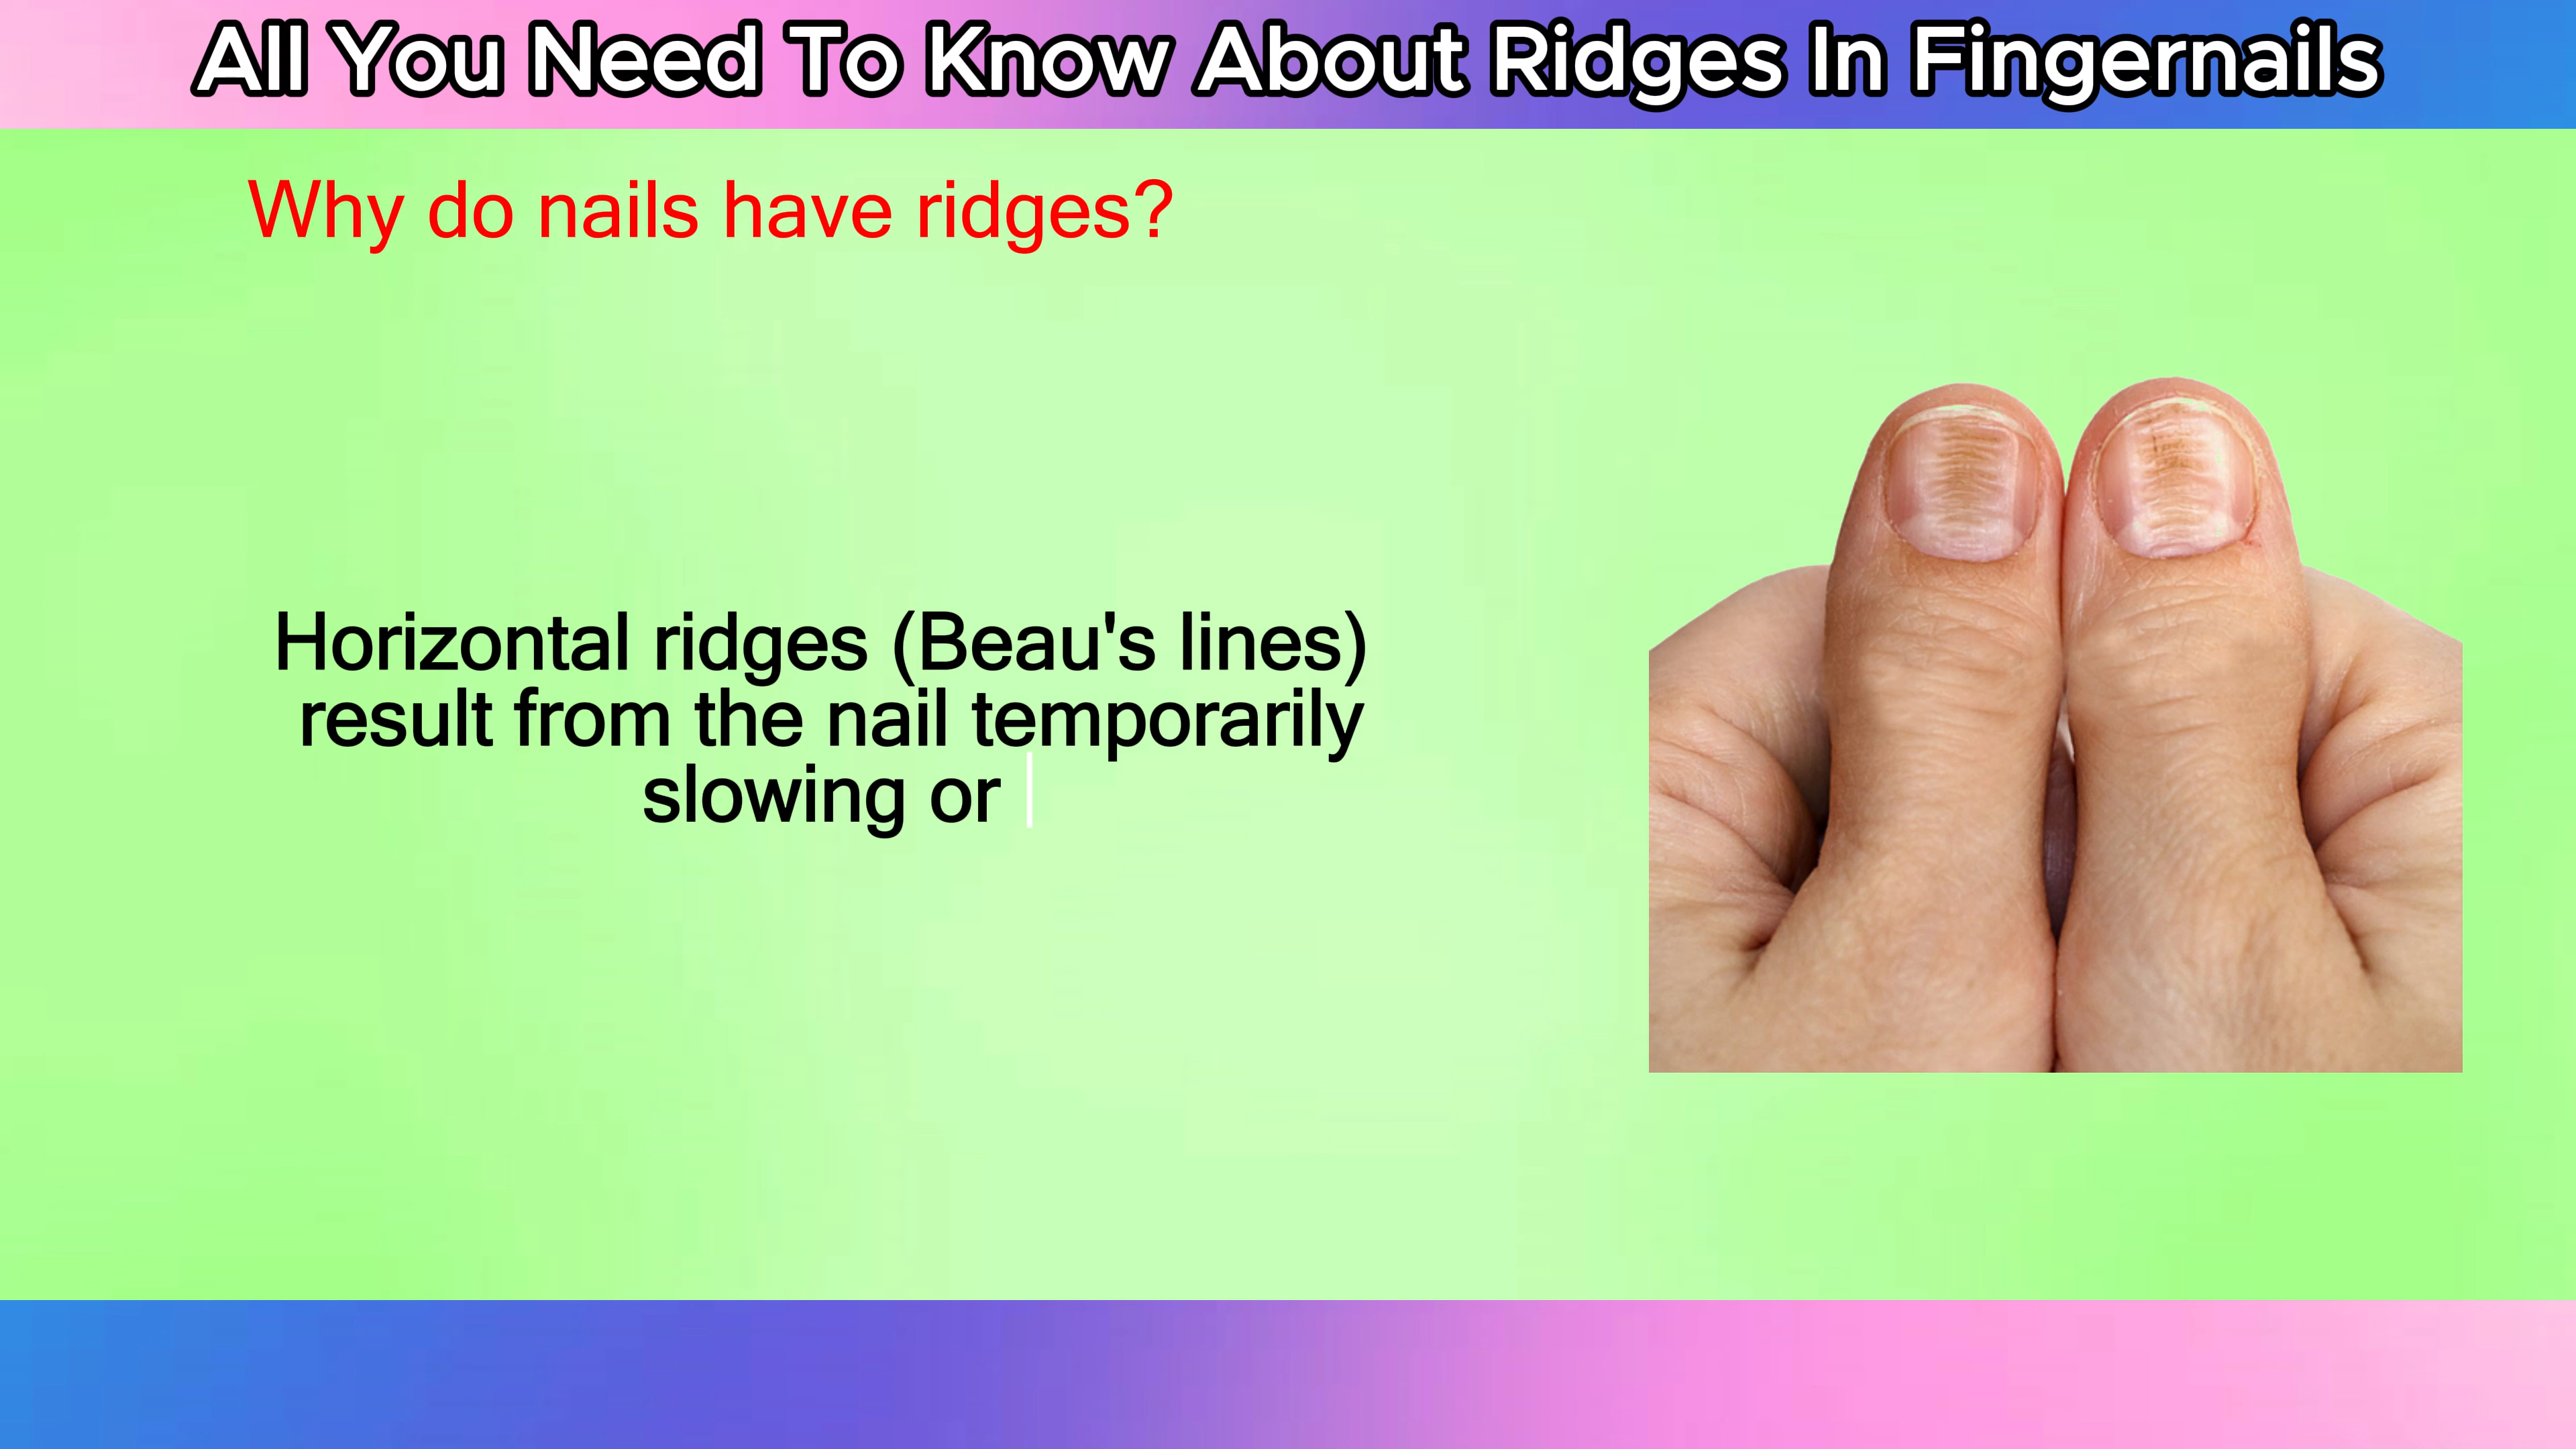 All You Need To Know About Ridges In Fingernails
Why do nails have ridges?
Horizontal ridges (Beau's lines)
result from the nail temporarily
slowing or